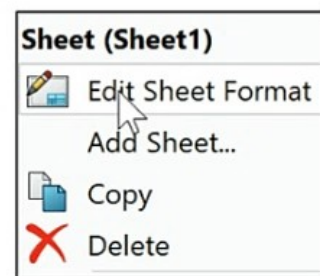 Sheet (Sheet1)
Edit Sheet Format
Add Sheet...
Copy
Delete